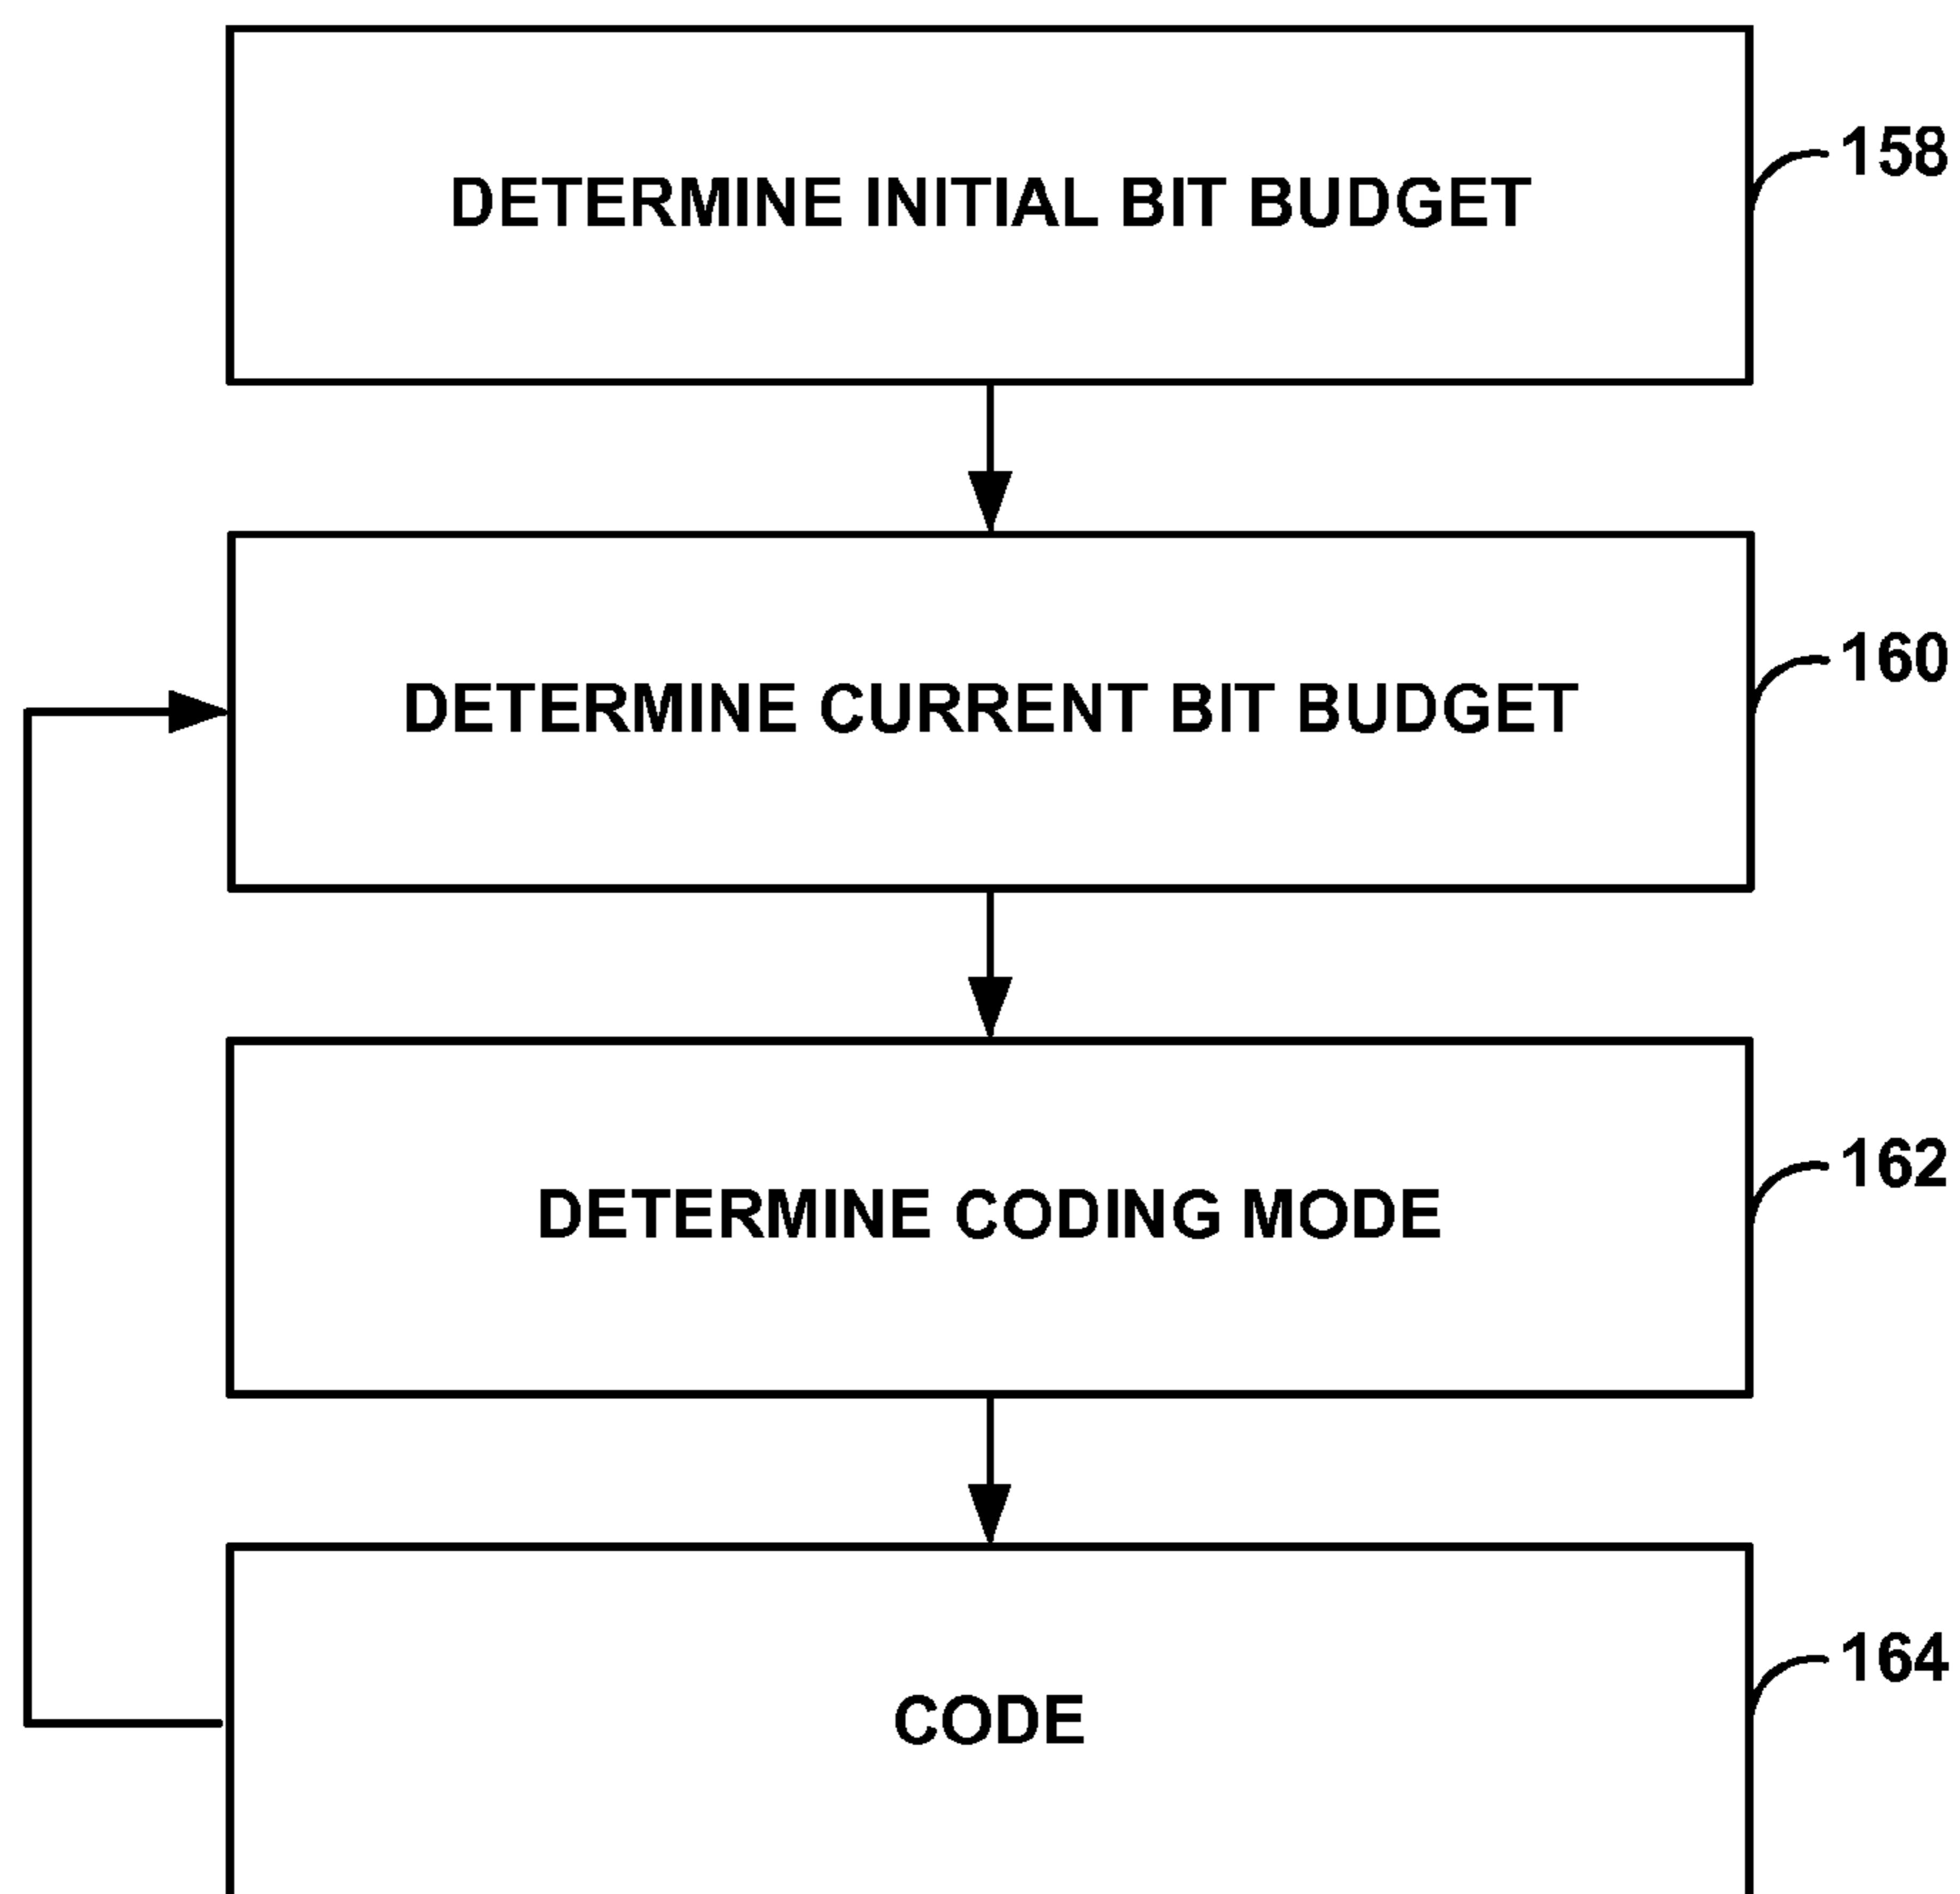 DETERMINE INITIAL BIT BUDGET
158
DETERMINE CURRENT BIT BUDGET
160
DETERMINE CODING MODE
162
CODE
164